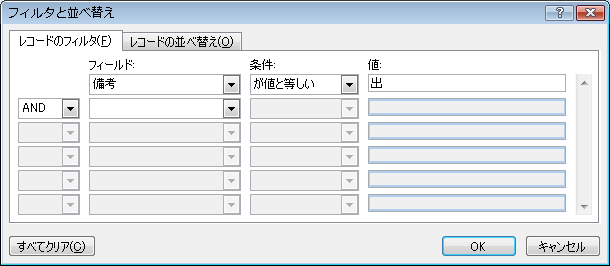 フィルタと並べ替え
レコードのフィルタ(F) レコードの並べ替え(O)
フィールド: 条件: 値:
備考 が値と等しい 出
AND
すべてクリア(C) OK キャンセル